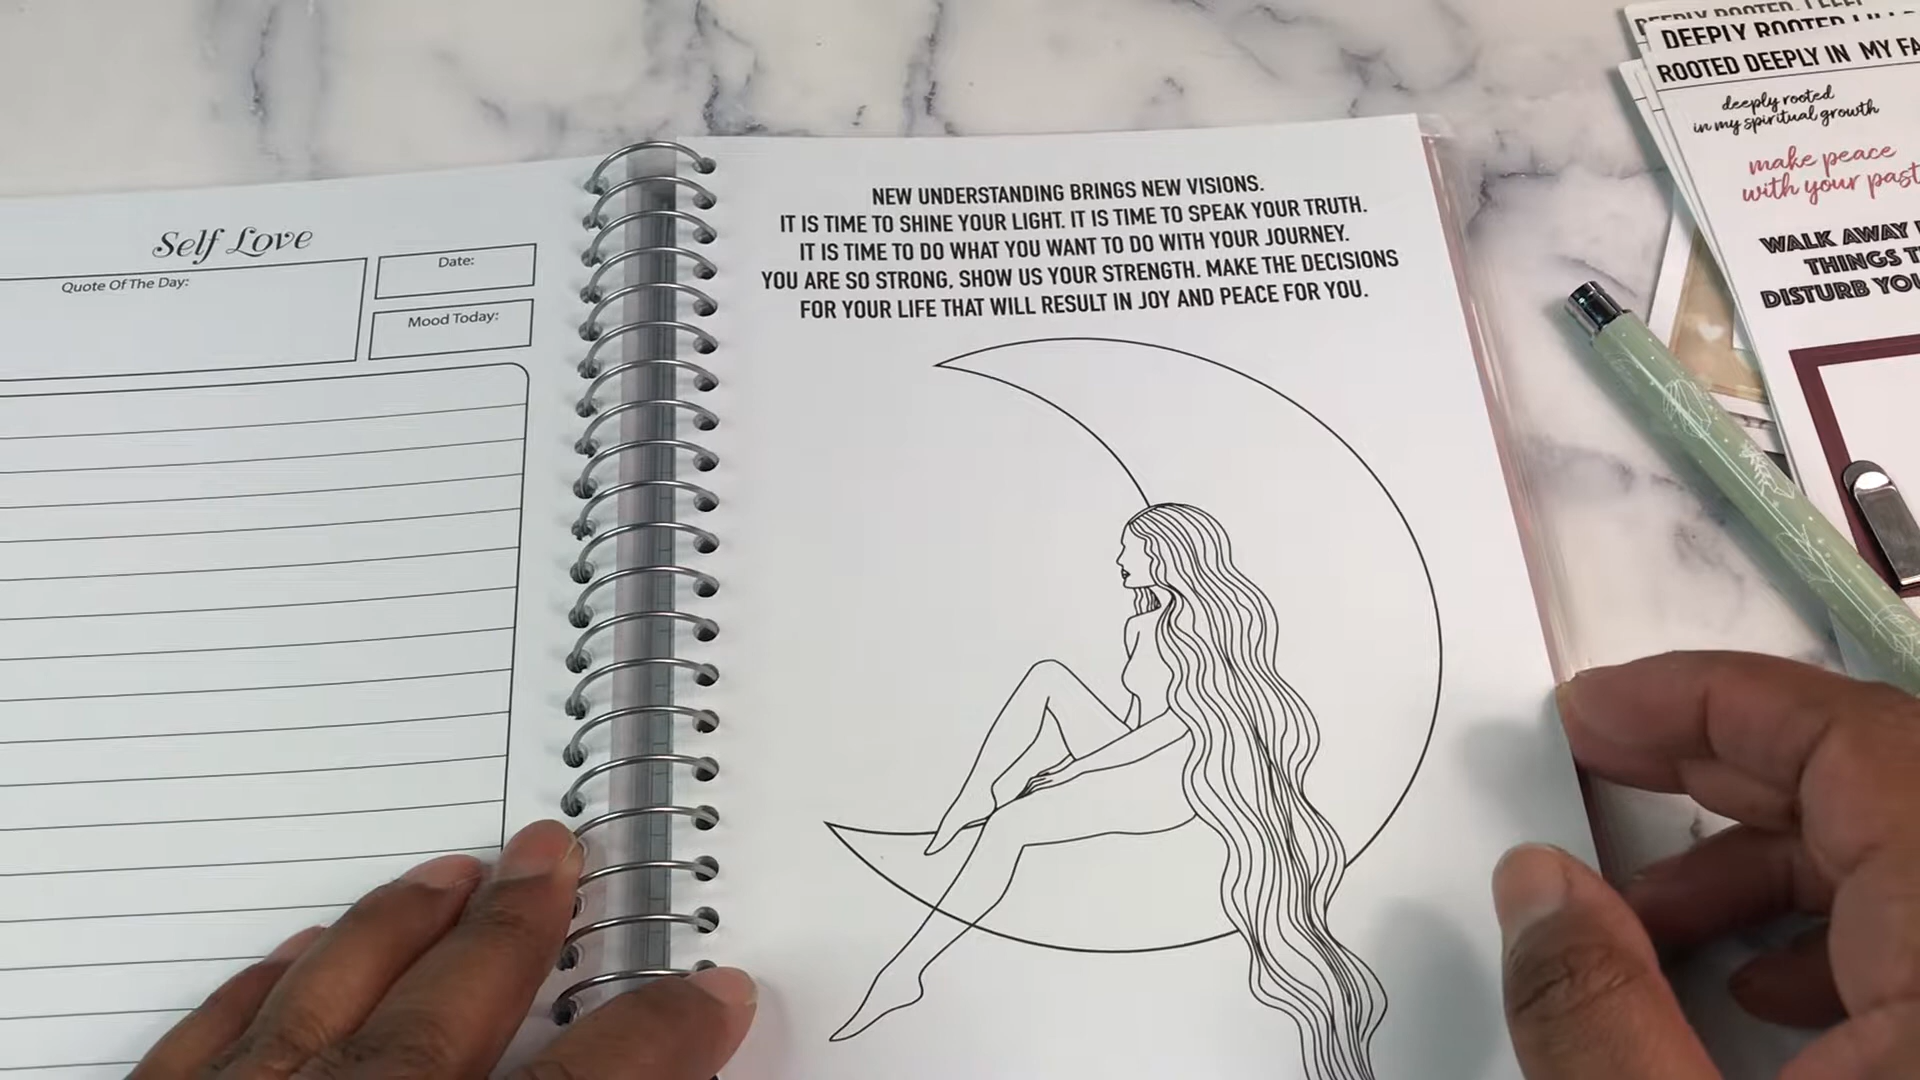 Self Love
Quote Of The Day:
Date:
Mood Today:
NEW UNDERSTANDING BRINGS NEW VISIONS.
IT IS TIME TO SHINE YOUR LIGHT. IT IS TIME TO SPEAK YOUR TRUTH.
IT IS TIME TO DO WHAT YOU WANT TO DO WITH YOUR JOURNEY.
YOU ARE SO STRONG, SHOW US YOUR STRENGTH. MAKE THE DECISIONS
FOR YOUR LIFE THAT WILL RESULT IN JOY AND PEACE FOR YOU.
DEEPLY ROOTED,
DEEPLY ROOTED
ROOTED DEEPLY IN MY
deeply rooted
in my spiritual growth
make peace
with your past
WALK AWAY
THINGS
DISTURB